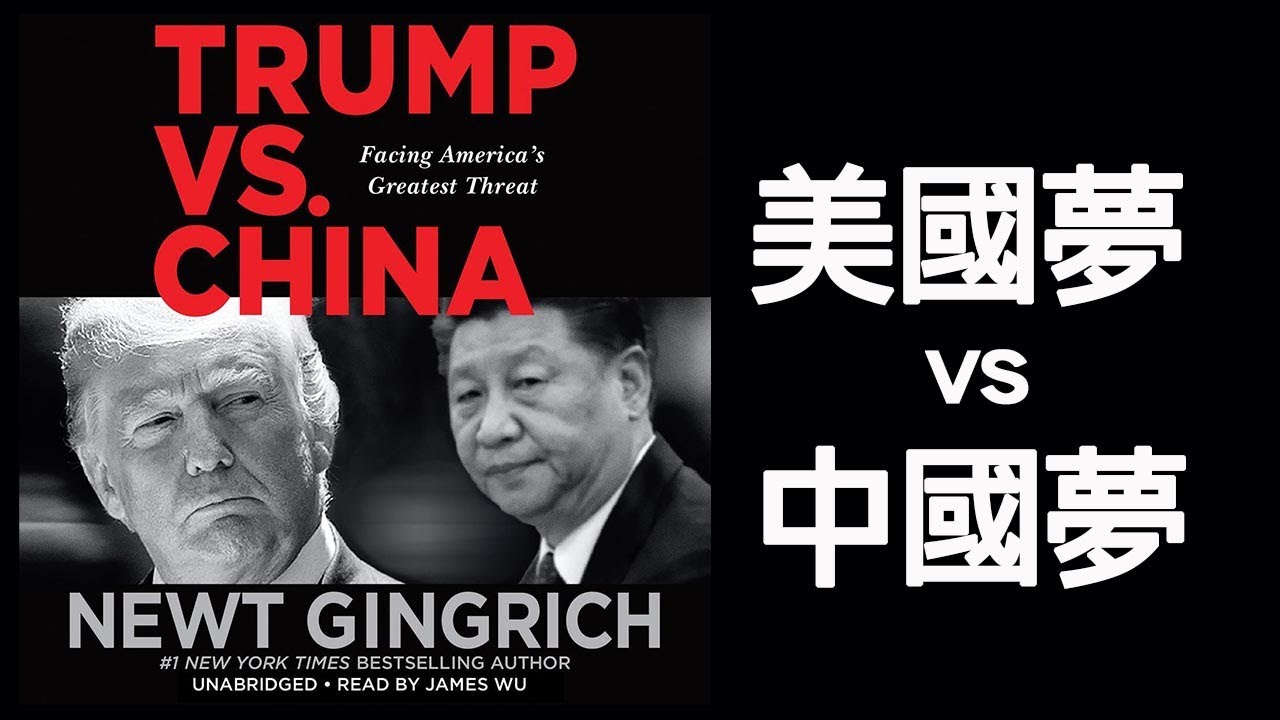 TRUMP
VS.
CHINA
Facing America's
Greatest Threat
NEWT GINGRICH
#1 NEW YORK TIMES BESTSELLING AUTHOR
UNABRIDGED • READ BY JAMES WU
美國夢
vs
中國夢